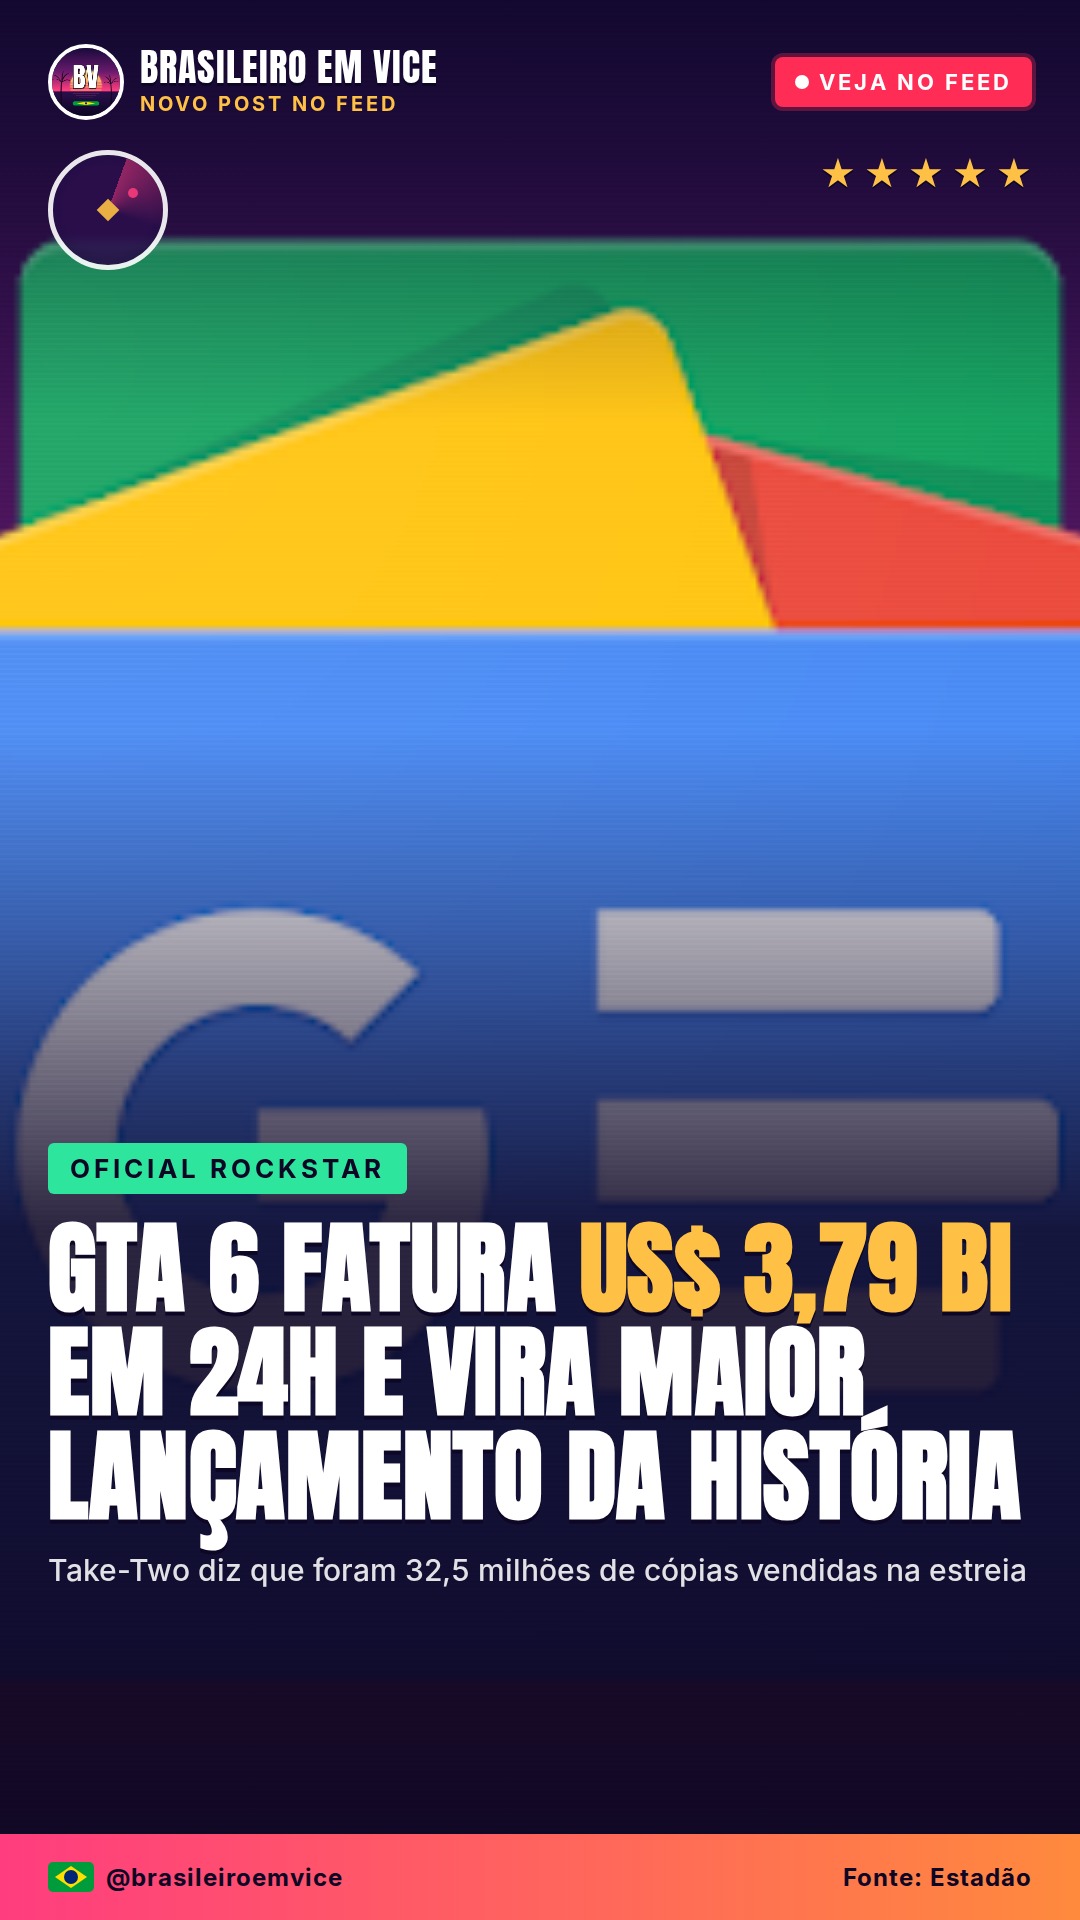 BV
BRASILEIRO EM VICE
NOVO POST NO FEED
VEJA NO FEED
★★★★★
GE
OFICIAL ROCKSTAR
GTA 6 FATURA US$ 3,79 BI
EM 24H E VIRA MAIOR
LANÇAMENTO DA HISTÓRIA
Take-Two diz que foram 32,5 milhões de cópias vendidas na estreia
@brasileiroemvice
Fonte: Estadão